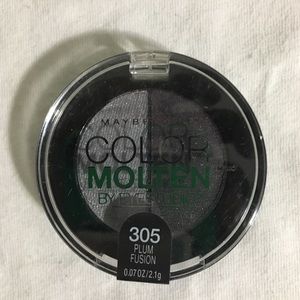 COLOR
MOLTEN
305
PLUM
FUSION
0.07 OZ/2.1g